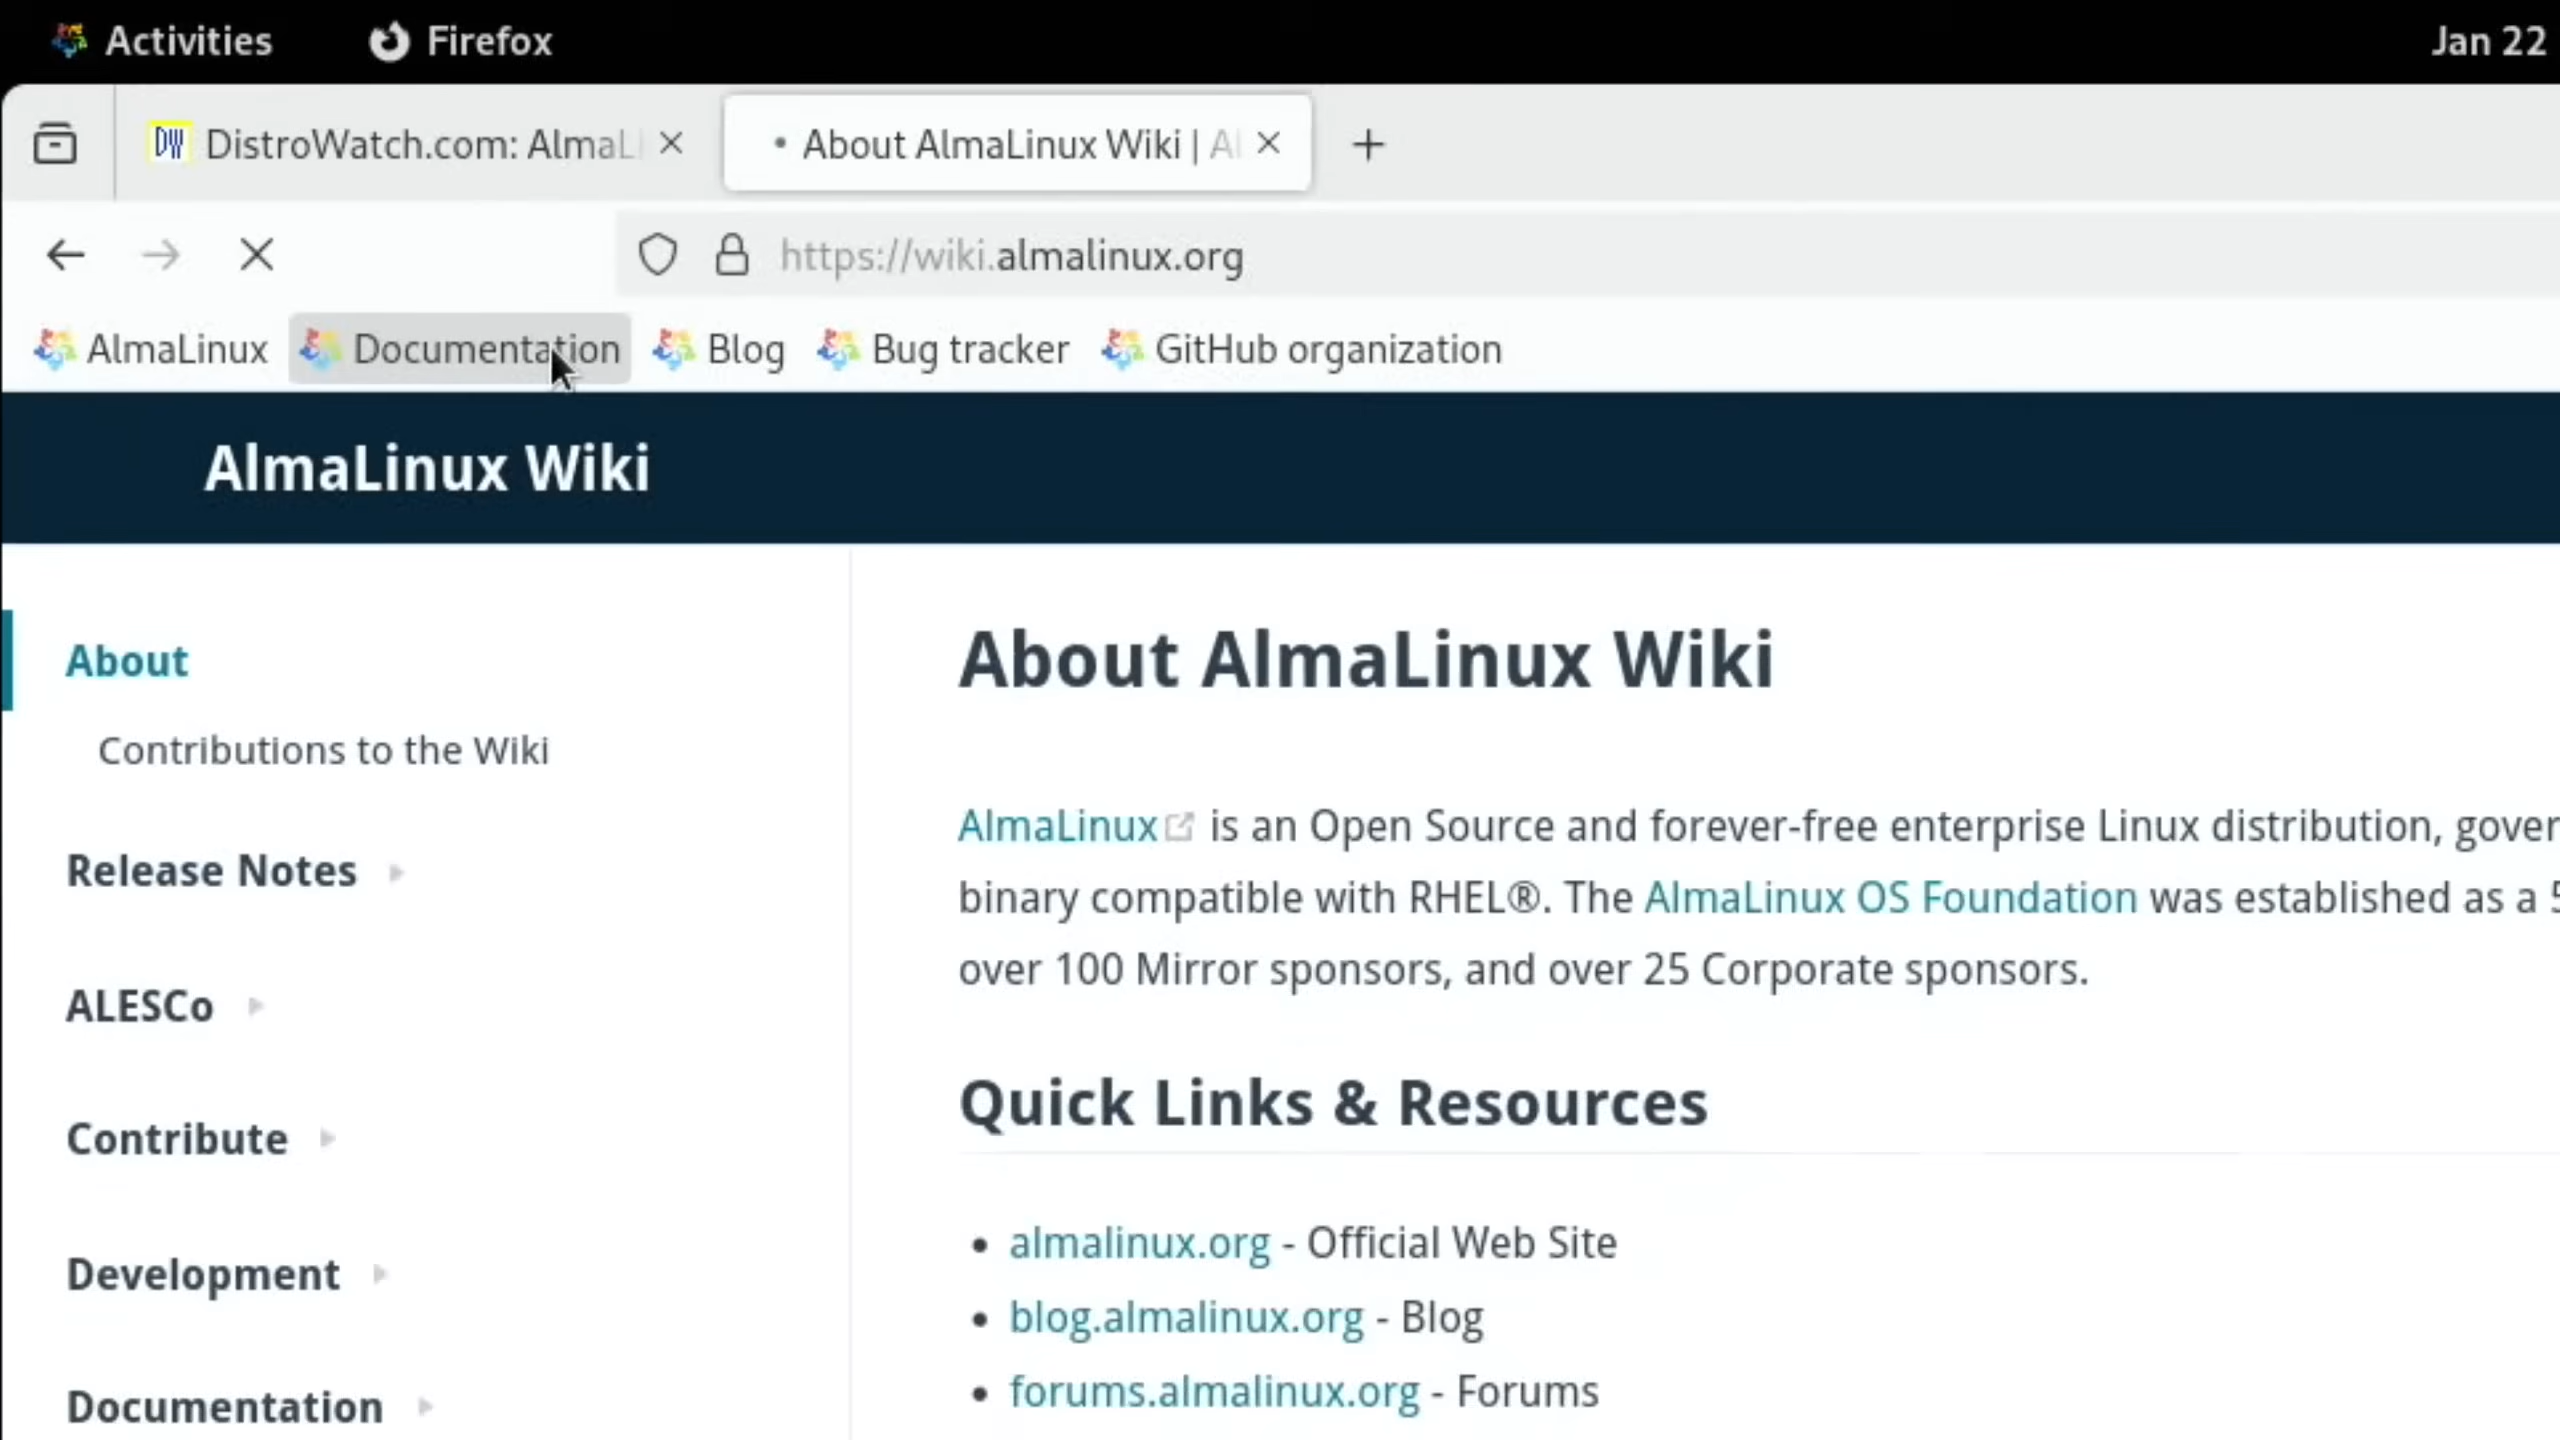 Activities Firefox Jan 22
DW DistroWatch.com: AlmaL About AlmaLinux Wiki | Al
https://wiki.almalinux.org
AlmaLinux Documentation Blog Bug tracker GitHub organization
AlmaLinux Wiki
About
Contributions to the Wiki
Release Notes
ALESCo
Contribute
Development
Documentation
About AlmaLinux Wiki
AlmaLinux is an Open Source and forever-free enterprise Linux distribution, gover
binary compatible with RHEL®. The AlmaLinux OS Foundation was established as a 5
over 100 Mirror sponsors, and over 25 Corporate sponsors.
Quick Links & Resources
• almalinux.org - Official Web Site
• blog.almalinux.org - Blog
• forums.almalinux.org - Forums